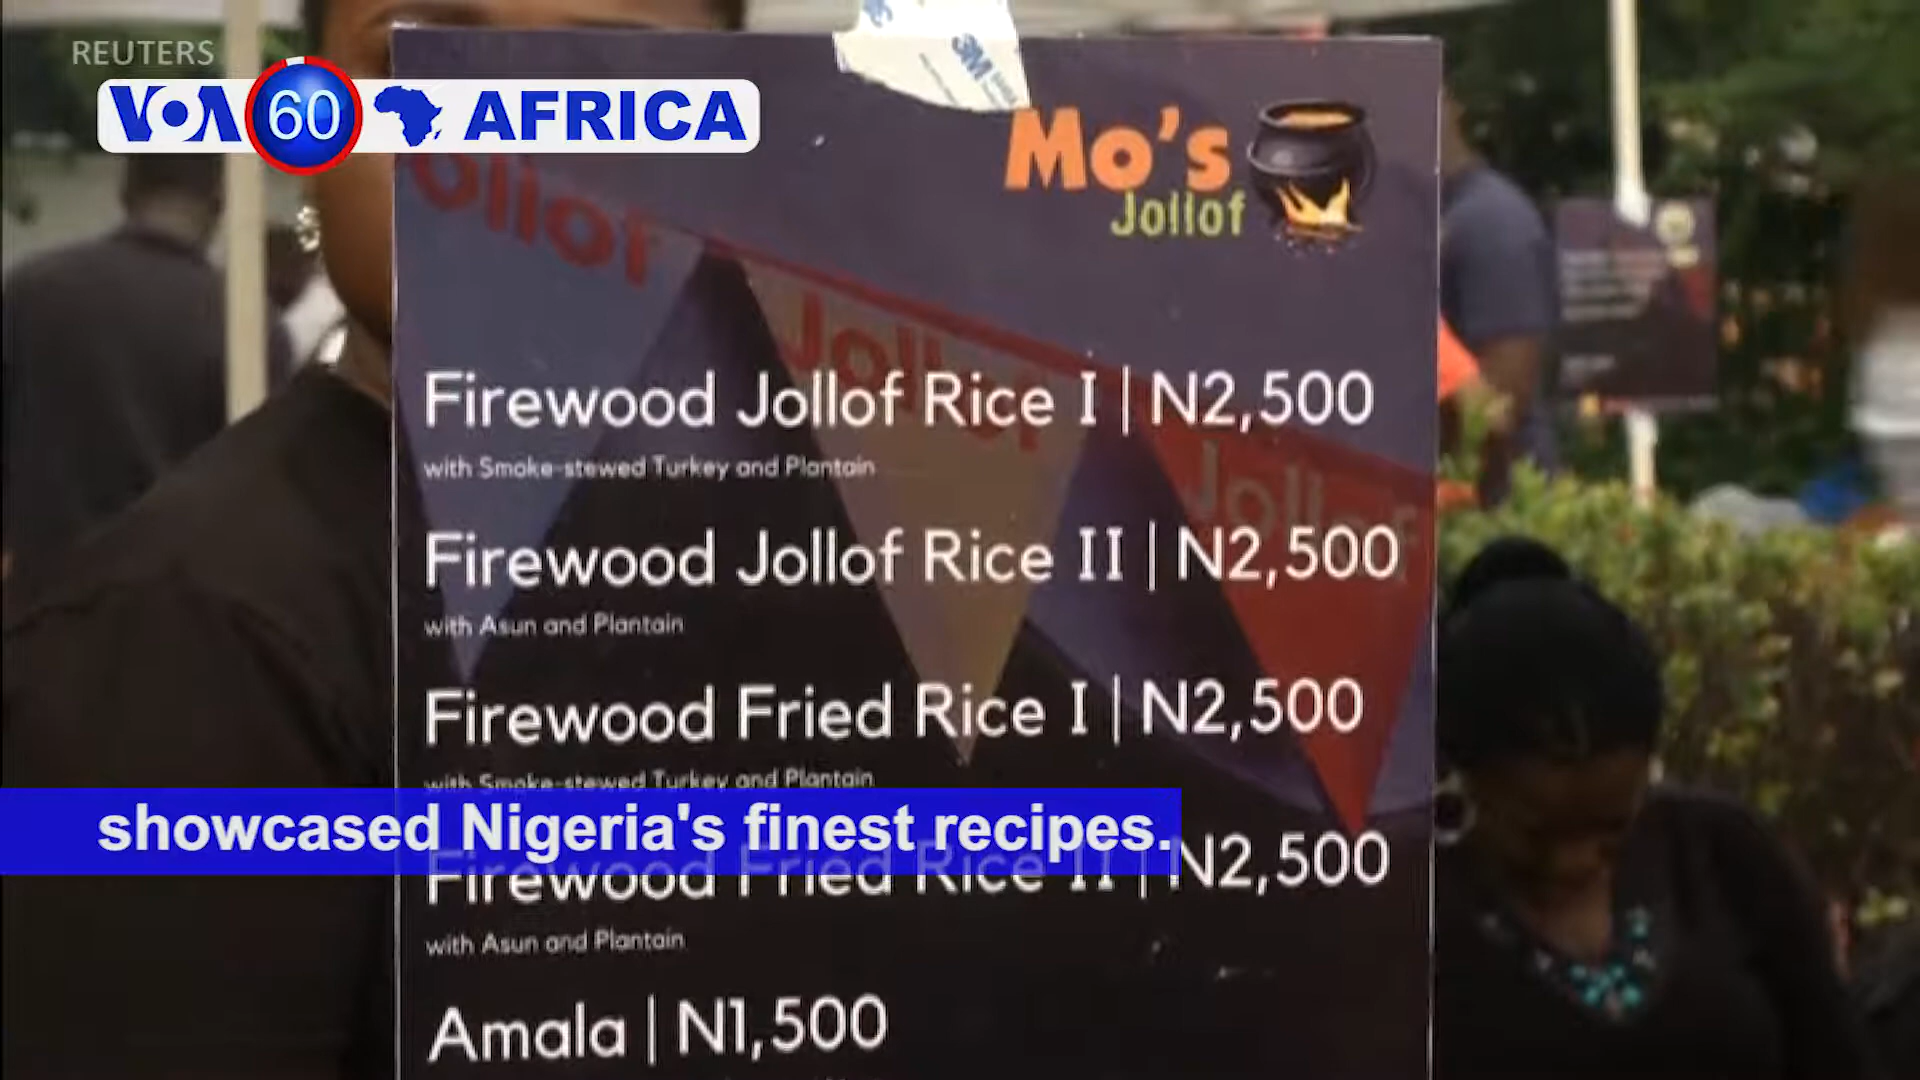 REUTERS
VOA 60 AFRICA
3M
Mo's
Jollof
Jollof
Jollof
Jollof
Firewood Jollof Rice I | N2,500
with Smoke-stewed Turkey and Plantain
Firewood Jollof Rice II | N2,500
with Asun and Plantain
Firewood Fried Rice I | N2,500
with Smoke-stewed Turkey and Plantain
showcased Nigeria's finest recipes.
Firewood Fried Rice II | N2,500
with Asun and Plantain
Amala | N1,500